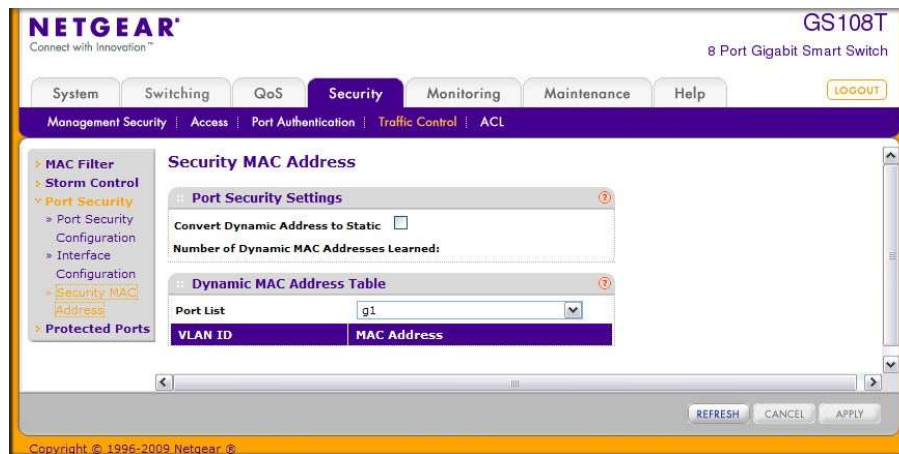 NETGEAR®
Connect with Innovation™
GS108T
8 Port Gigabit Smart Switch
System
Switching
QoS
Security
Monitoring
Maintenance
Help
LOGOUT
Management Security
Access
Port Authentication
Traffic Control
ACL
MAC Filter
Storm Control
Port Security
» Port Security
Configuration
» Interface
Configuration
» Security MAC
Address
Protected Ports
Security MAC Address
Port Security Settings
?
Convert Dynamic Address to Static
Number of Dynamic MAC Addresses Learned:
Dynamic MAC Address Table
?
Port List
g1
VLAN ID
MAC Address
REFRESH
CANCEL
APPLY
Copyright © 1996-2009 Netgear ®